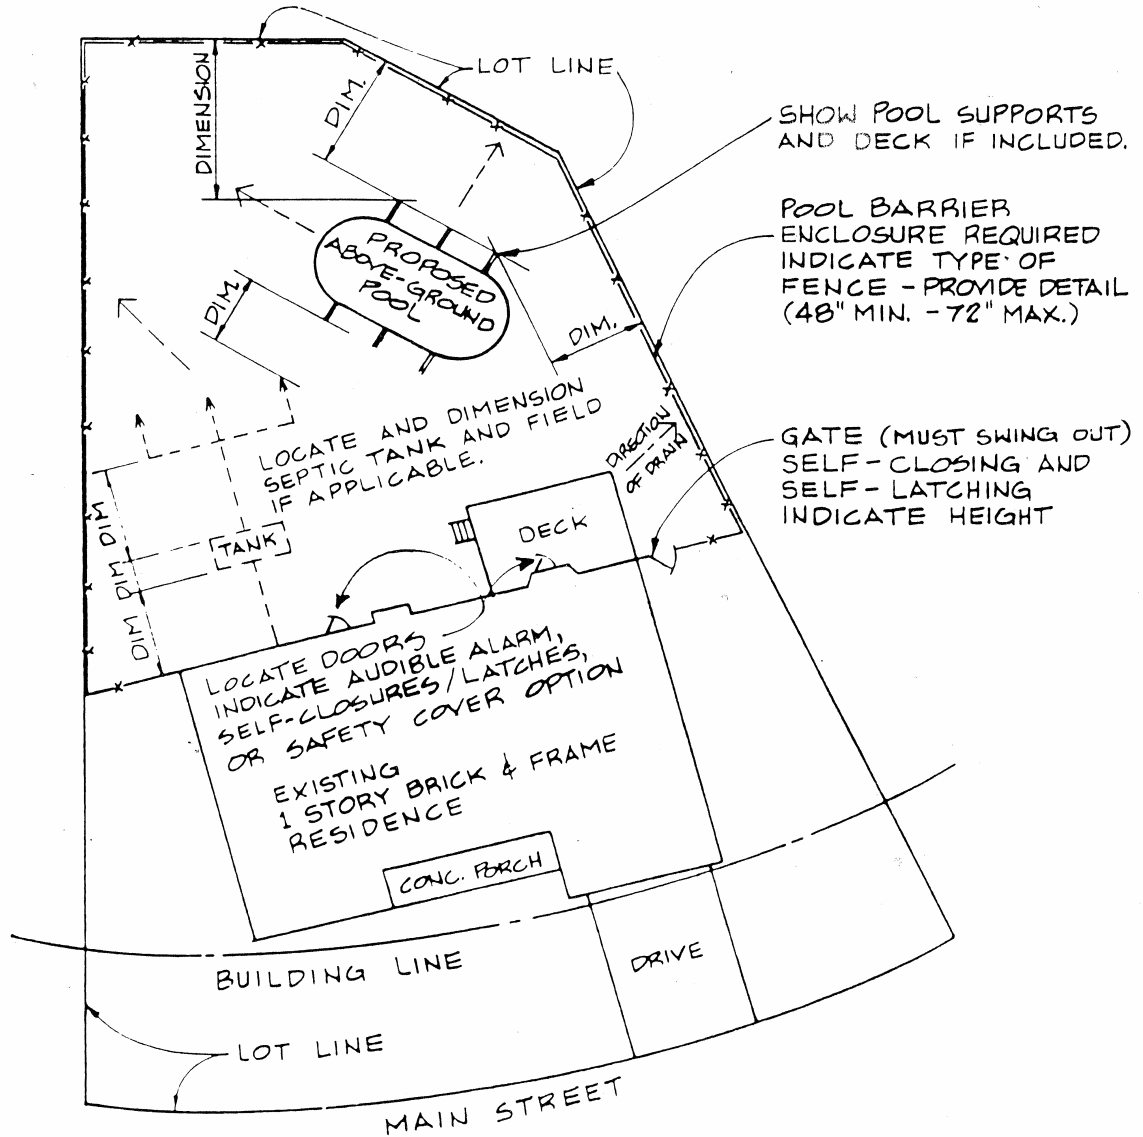 LOT LINE
DIMENSION
DIM.
SHOW POOL SUPPORTS
AND DECK IF INCLUDED.
POOL BARRIER
ENCLOSURE REQUIRED
INDICATE TYPE OF
FENCE - PROVIDE DETAIL
(48" MIN. - 72" MAX.)
PROPOSED
ABOVE-GROUND
POOL
DIM.
DIM.
LOCATE AND DIMENSION
SEPTIC TANK AND FIELD
IF APPLICABLE.
DIRECTION
OF DRAIN
GATE (MUST SWING OUT)
SELF-CLOSING AND
SELF-LATCHING
INDICATE HEIGHT
DIM
DIM
DIM
TANK
DECK
LOCATE DOORS
INDICATE AUDIBLE ALARM,
SELF-CLOSURES/LATCHES,
OR SAFETY COVER OPTION
EXISTING
1 STORY BRICK & FRAME
RESIDENCE
CONC. PORCH
BUILDING LINE
DRIVE
LOT LINE
MAIN STREET